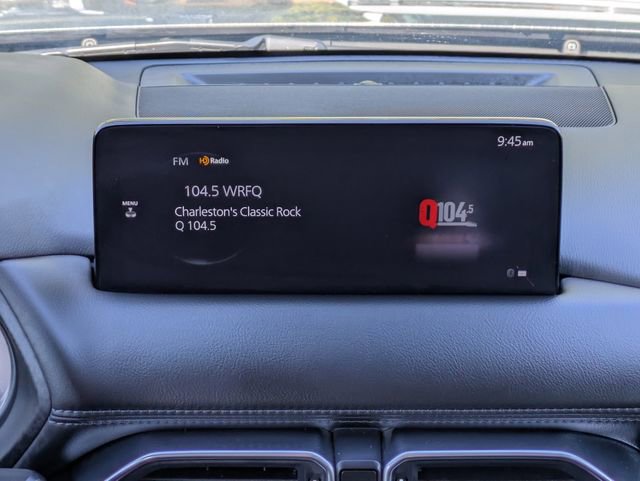 9:45am
FM HD Radio
104.5 WRFQ
MENU
Charleston's Classic Rock
Q 104.5
Q104.5